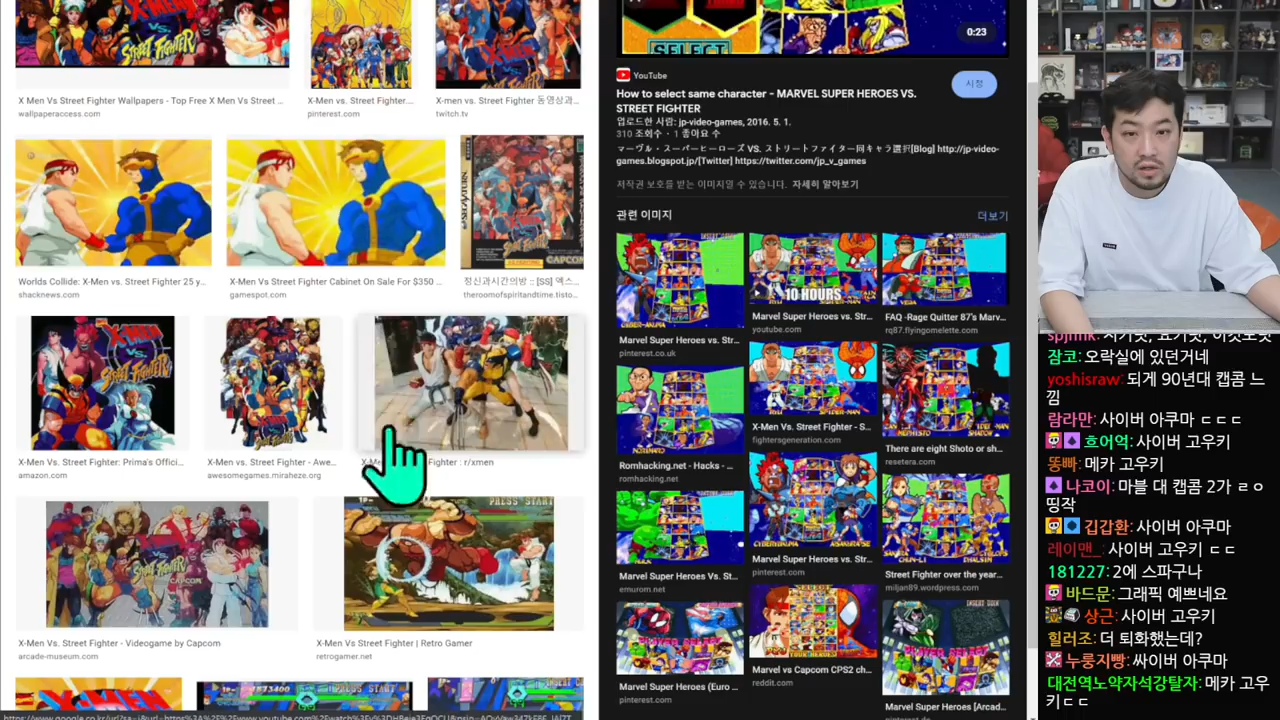 X Men Vs Street Fighter Wallpapers - Top Free X Men Vs Street ...
wallpaperaccess.com
X-Men vs. Street Fighter...
pinterest.com
X-men vs. Street Fighter 동영상과...
twitch.tv
Worlds Collide: X-Men vs. Street Fighter 25 y...
shacknews.com
X-Men Vs Street Fighter Cabinet On Sale For $350 ...
gamespot.com
정신과시간의방 :: [SS] 엑스...
theroomofspiritandtime.tisto...
X-Men vs. Street Fighter: Prima's Offici...
amazon.com
X-Men vs. Street Fighter - Awe...
awesomegames.miraheze.org
Fighter : r/xmen
X-Men Vs. Street Fighter - Videogame by Capcom
arcade-museum.com
X-Men Vs Street Fighter | Retro Gamer
retrogamer.net
SELECT
0:23
YouTube
How to select same character - MARVEL SUPER HEROES VS.
STREET FIGHTER
시청
업로드한 사람: jp-video-games, 2016. 5. 1.
310 조회수 · 1 좋아요 수
マーヴル・スーパーヒーローズ VS. ストリートファイター同キャラ選択[Blog] http://jp-video-
games.blogspot.jp/[Twitter] https://twitter.com/jp_v_games
저작권 보호를 받는 이미지일 수 있습니다. 자세히 알아보기
관련 이미지
더보기
Marvel Super Heroes vs. Str...
pinterest.co.uk
10 HOURS
Marvel Super Heroes vs. Str...
youtube.com
FAQ -Rage Quitter 87's Marv...
rq87.flyingomelette.com
Romhacking.net - Hacks - ...
romhacking.net
X-Men Vs. Street Fighter - S...
fightersgeneration.com
There are eight Shoto or sh...
resetera.com
Marvel Super Heroes Vs. St...
emurom.net
Marvel Super Heroes vs. Str...
pinterest.com
Street Fighter over the year...
miljan89.wordpress.com
Marvel Super Heroes (Euro ...
pinterest.com
Marvel vs Capcom CPS2 ch...
reddit.com
Marvel Super Heroes [Arcad...
잠코: 오락실에 있던거네
yoshisraw: 되게 90년대 캡콤 느
낌
람라만: 사이버 아쿠마 ㄷㄷㄷ
흐어억: 사이버 고우키
똥빠: 메카 고우키
나코이: 마블 대 캡콤 2가 ㄹㅇ
띵작
김갑환: 사이버 아쿠마
레이맨_: 사이버 고우키 ㄷㄷ
181227: 2에 스파구나
바드문: 그래픽 예쁘네요
상근: 사이버 고우키
힐러즈: 더 퇴화했는데?
누룽지빵: 싸이버 아쿠마
대전역노약자석강탈자: 메카 고우
키ㄷㄷ